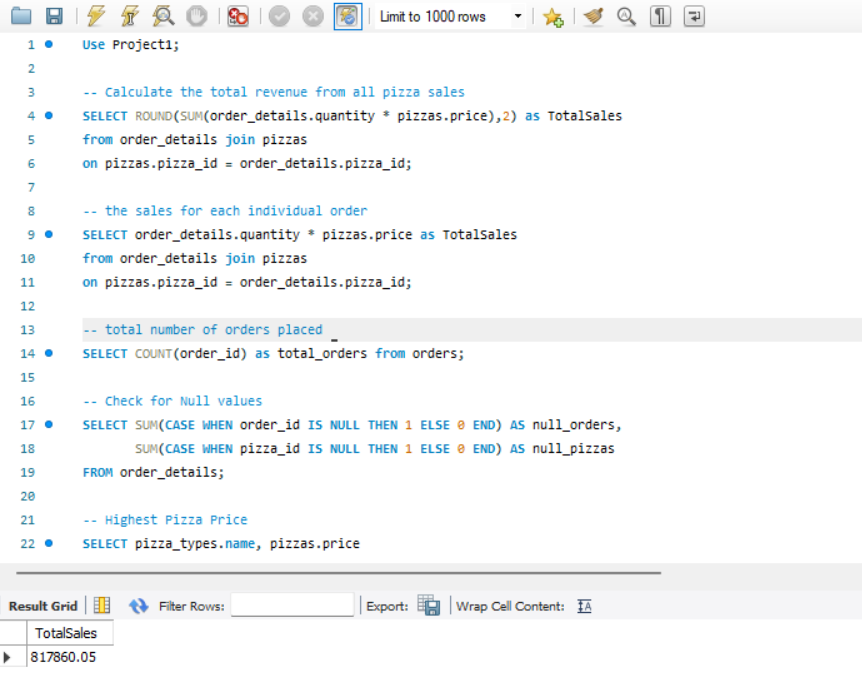 Limit to 1000 rows
1 Use Project1;
2
3 -- Calculate the total revenue from all pizza sales
4 SELECT ROUND(SUM(order_details.quantity * pizzas.price),2) as TotalSales
5 from order_details join pizzas
6 on pizzas.pizza_id = order_details.pizza_id;
7
8 -- the sales for each individual order
9 SELECT order_details.quantity * pizzas.price as TotalSales
10 from order_details join pizzas
11 on pizzas.pizza_id = order_details.pizza_id;
12
13 -- total number of orders placed
14 SELECT COUNT(order_id) as total_orders from orders;
15
16 -- Check for Null values
17 SELECT SUM(CASE WHEN order_id IS NULL THEN 1 ELSE 0 END) AS null_orders,
18 SUM(CASE WHEN pizza_id IS NULL THEN 1 ELSE 0 END) AS null_pizzas
19 FROM order_details;
20
21 -- Highest Pizza Price
22 SELECT pizza_types.name, pizzas.price
Result Grid Filter Rows: Export: Wrap Cell Content:
TotalSales
817860.05